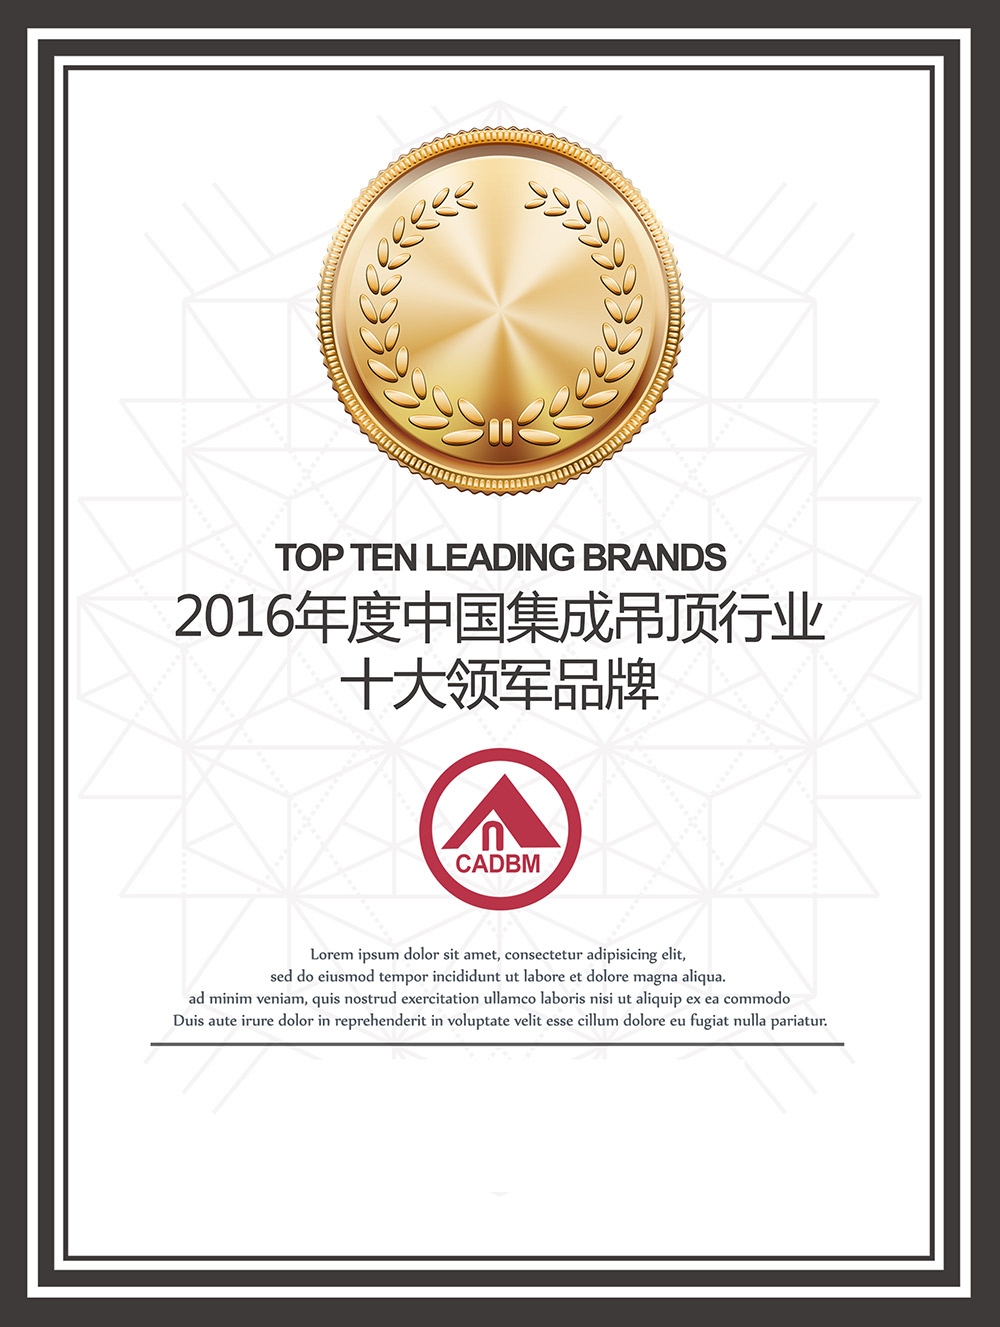 TOP TEN LEADING BRANDS
2016年度中国集成吊顶行业
十大领军品牌
CADBM
Lorem ipsum dolor sit amet, consectetur adipisicing elit,
sed do eiusmod tempor incididunt ut labore et dolore magna aliqua.
ad minim veniam, quis nostrud exercitation ullamco laboris nisi ut aliquip ex ea commodo
Duis aute irure dolor in reprehenderit in voluptate velit esse cillum dolore eu fugiat nulla pariatur.